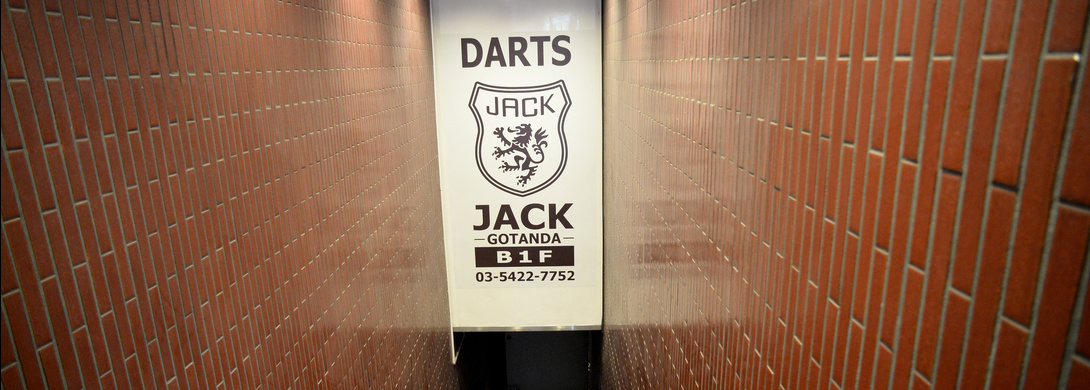 DARTS
JACK
JACK
GOTANDA
B1F
03-5422-7752